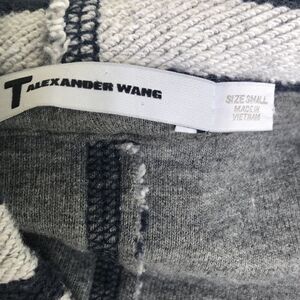 T ALEXANDER WANG
SIZE SMALL
MADE IN
VIETNAM